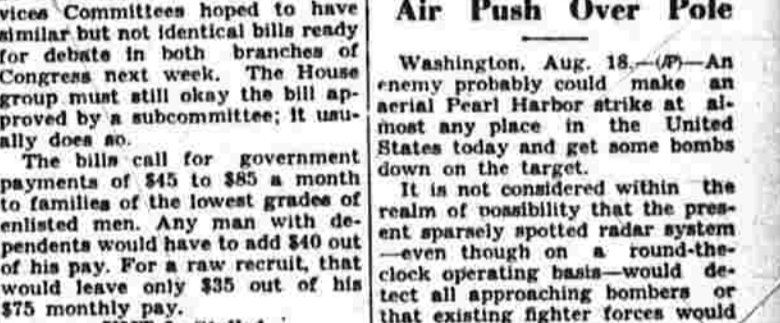 vices Committees hoped to have
similar but not identical bills ready
for debate in both branches of
Congress next week. The House
group must still okay the bill ap-
proved by a subcommittee; it usu-
ally does so.
The bills call for government
payments of $45 to $85 a month
to families of the lowest grades of
enlisted men. Any man with de-
pendents would have to add $40 out
of his pay. For a raw recruit, that
would leave only $35 out of his
$75 monthly pay.
Air Push Over Pole
Washington, Aug. 18.—(AP)—An
enemy probably could make an
aerial Pearl Harbor strike at al-
most any place in the United
States today and get some bombs
down on the target.
It is not considered within the
realm of possibility that the pres-
ent sparsely spotted radar system
—even though on a round-the-
clock operating basis—would de-
tect all approaching bombers or
that existing fighter forces would